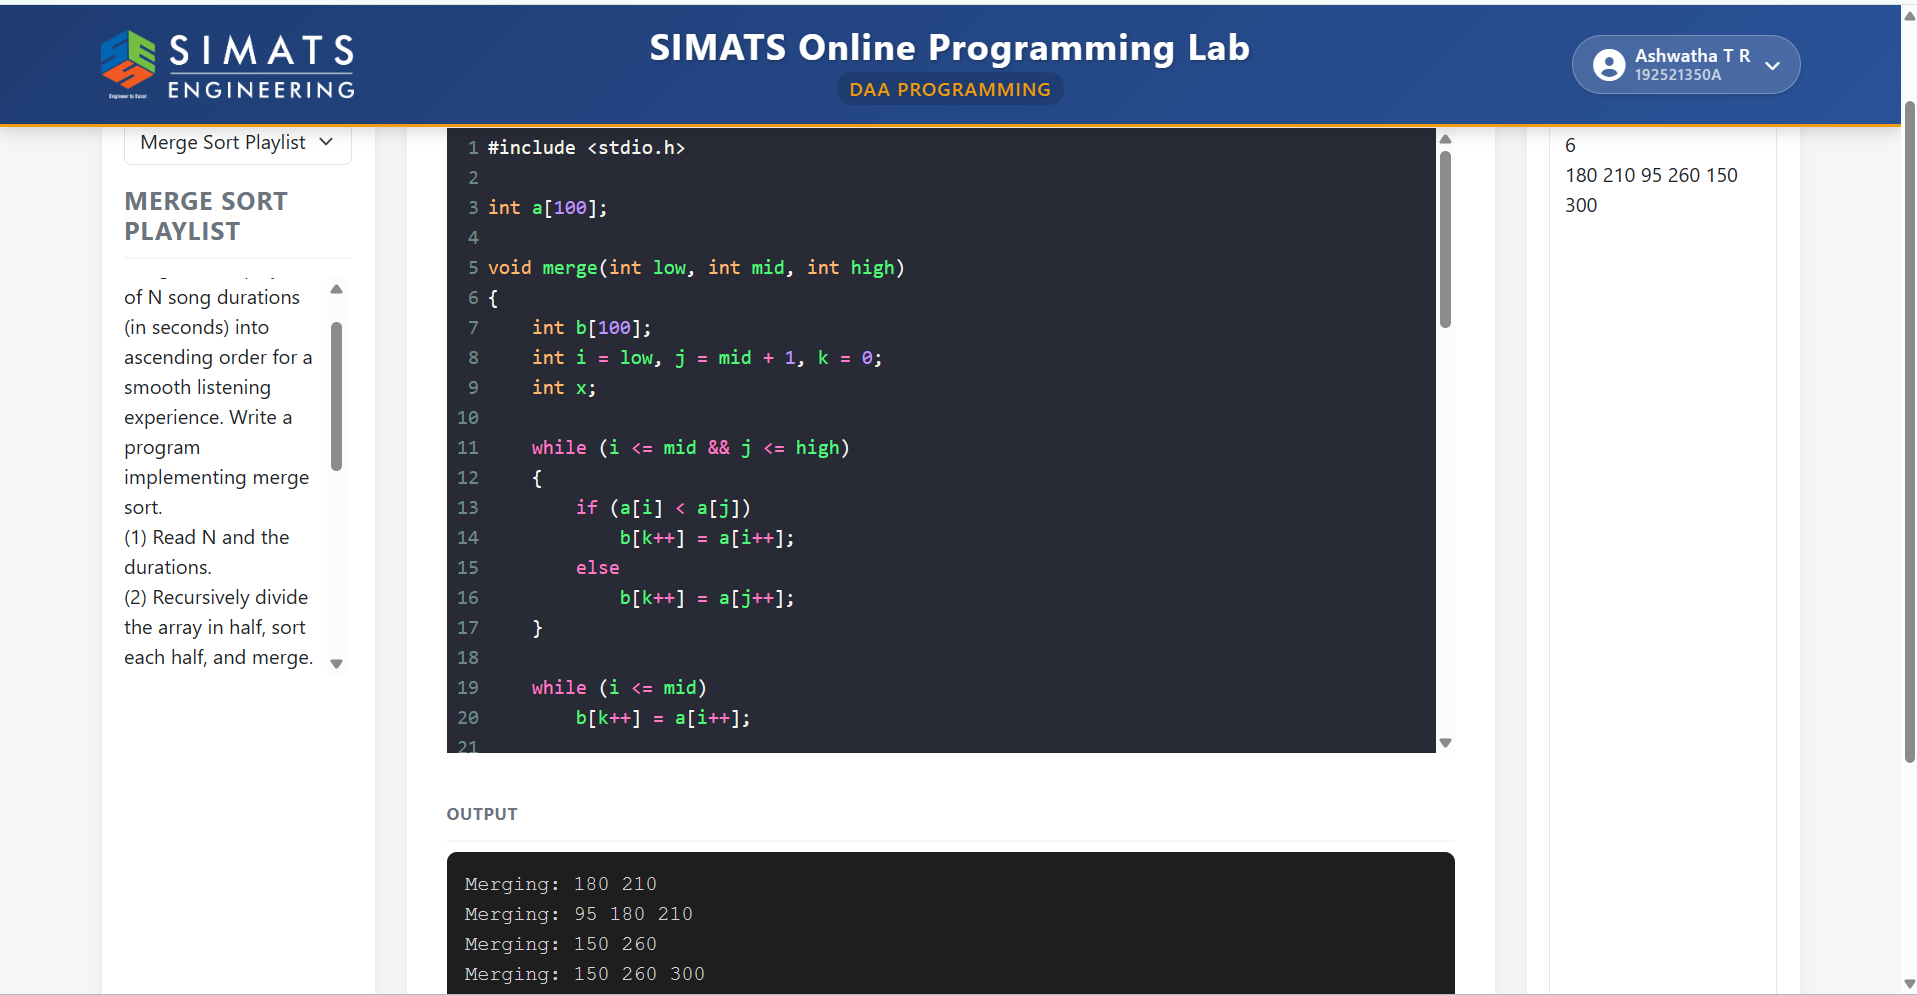 SIMATS
ENGINEERING
Engineer to Excel
SIMATS Online Programming Lab
DAA PROGRAMMING
Ashwatha T R
192521350A
Merge Sort Playlist
MERGE SORT
PLAYLIST
of N song durations
(in seconds) into
ascending order for a
smooth listening
experience. Write a
program
implementing merge
sort.
(1) Read N and the
durations.
(2) Recursively divide
the array in half, sort
each half, and merge.
1 #include <stdio.h>
2
3 int a[100];
4
5 void merge(int low, int mid, int high)
6 {
7     int b[100];
8     int i = low, j = mid + 1, k = 0;
9     int x;
10
11     while (i <= mid && j <= high)
12     {
13         if (a[i] < a[j])
14             b[k++] = a[i++];
15         else
16             b[k++] = a[j++];
17     }
18
19     while (i <= mid)
20         b[k++] = a[i++];
21
OUTPUT
Merging: 180 210
Merging: 95 180 210
Merging: 150 260
Merging: 150 260 300
6
180 210 95 260 150
300